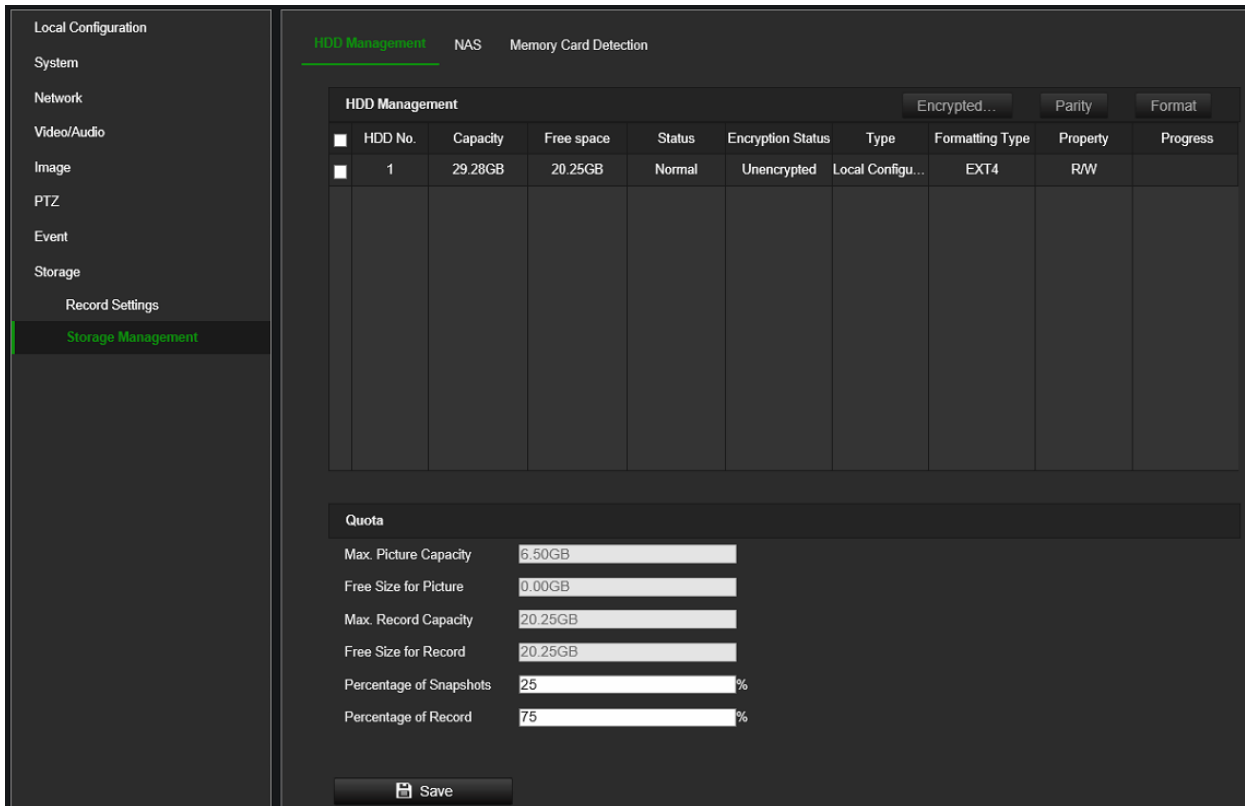 Local Configuration
System
Network
Video/Audio
Image
PTZ
Event
Storage
Record Settings
Storage Management
HDD Management NAS Memory Card Detection
HDD Management Encrypted... Parity Format
HDD No. Capacity Free space Status Encryption Status Type Formatting Type Property Progress
1 29.28GB 20.25GB Normal Unencrypted Local Configu... EXT4 R/W
Quota
Max. Picture Capacity 6.50GB
Free Size for Picture 0.00GB
Max. Record Capacity 20.25GB
Free Size for Record 20.25GB
Percentage of Snapshots 25 %
Percentage of Record 75 %
Save